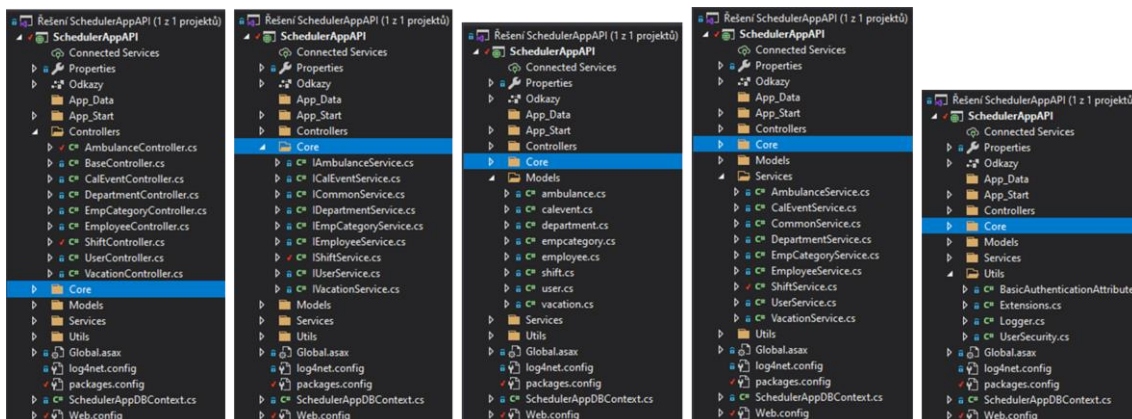 Řešení SchedulerAppAPI (1 z 1 projektů)
SchedulerAppAPI
Connected Services
Properties
Odkazy
App_Data
App_Start
Controllers
AmbulanceController.cs
BaseController.cs
CalEventController.cs
DepartmentController.cs
EmpCategoryController.cs
EmployeeController.cs
ShiftController.cs
UserController.cs
VacationController.cs
Core
Models
Services
Utils
Global.asax
log4net.config
packages.config
SchedulerAppDBContext.cs
Web.config
Řešení SchedulerAppAPI (1 z 1 projektů)
SchedulerAppAPI
Connected Services
Properties
Odkazy
App_Data
App_Start
Controllers
Core
IAmbulanceService.cs
ICalEventService.cs
ICommonService.cs
IDepartmentService.cs
IEmpCategoryService.cs
IEmployeeService.cs
IShiftService.cs
IUserService.cs
IVacationService.cs
Models
Services
Utils
Global.asax
log4net.config
packages.config
SchedulerAppDBContext.cs
Web.config
Řešení SchedulerAppAPI (1 z 1 projektů)
SchedulerAppAPI
Connected Services
Properties
Odkazy
App_Data
App_Start
Controllers
Core
Models
ambulance.cs
calevent.cs
department.cs
empcategory.cs
employee.cs
shift.cs
user.cs
vacation.cs
Services
Utils
Global.asax
log4net.config
packages.config
SchedulerAppDBContext.cs
Web.config
Řešení SchedulerAppAPI (1 z 1 projektů)
SchedulerAppAPI
Connected Services
Properties
Odkazy
App_Data
App_Start
Controllers
Core
Models
Services
AmbulanceService.cs
CalEventService.cs
CommonService.cs
DepartmentService.cs
EmpCategoryService.cs
EmployeeService.cs
ShiftService.cs
UserService.cs
VacationService.cs
Utils
Global.asax
log4net.config
packages.config
SchedulerAppDBContext.cs
Web.config
Řešení SchedulerAppAPI (1 z 1 projektů)
SchedulerAppAPI
Connected Services
Properties
Odkazy
App_Data
App_Start
Controllers
Core
Models
Services
Utils
BasicAuthenticationAttribute
Extensions.cs
Logger.cs
UserSecurity.cs
Global.asax
log4net.config
packages.config
SchedulerAppDBContext.cs
Web.config